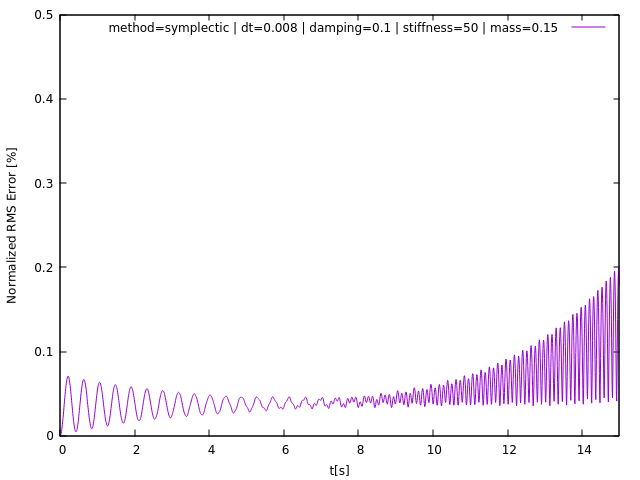 0.5
method=symplectic | dt=0.008 | damping=0.1 | stiffness=50 | mass=0.15
0.4
0.3
0.2
0.1
0
Normalized RMS Error [%]
0 2 4 6 8 10 12 14
t[s]